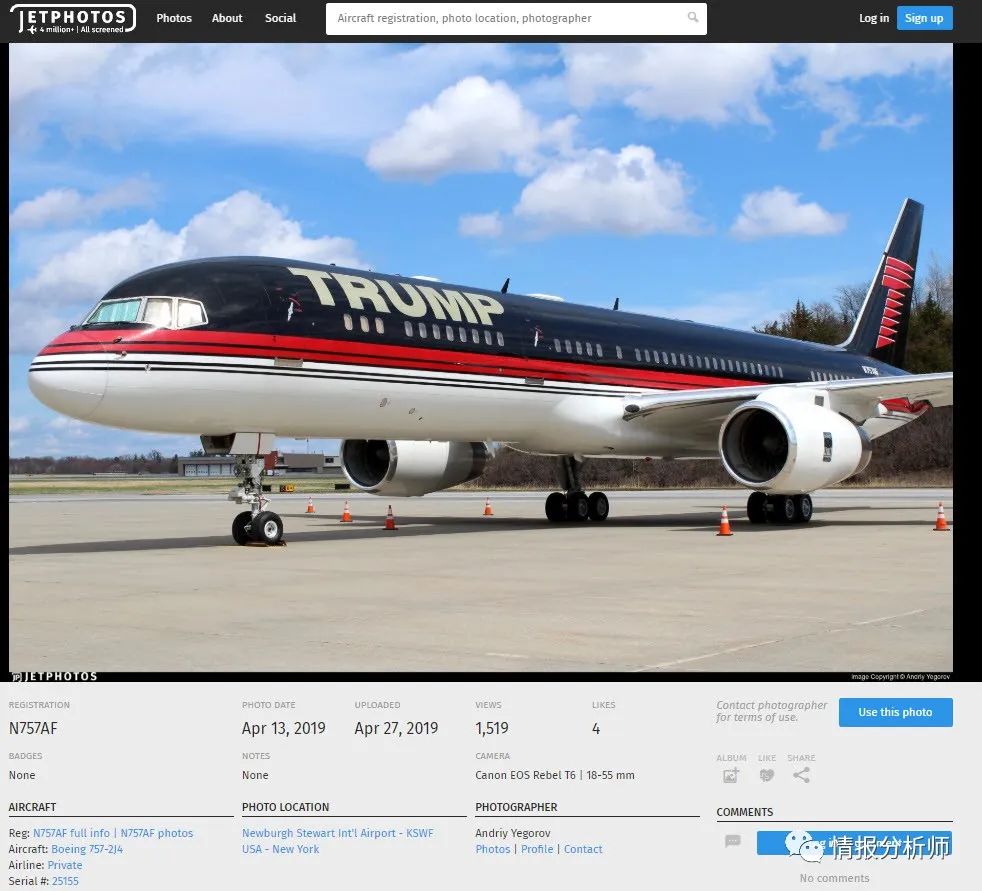 JETPHOTOS
4 million+ | All screened
Photos
About
Social
Aircraft registration, photo location, photographer
Log in
Sign up
TRUMP
N757AF
JETPHOTOS
Image Copyright © Andriy Yegorov
REGISTRATION
N757AF
PHOTO DATE
Apr 13, 2019
UPLOADED
Apr 27, 2019
VIEWS
1,519
LIKES
4
Contact photographer
for terms of use.
Use this photo
BADGES
None
NOTES
None
CAMERA
Canon EOS Rebel T6 | 18-55 mm
ALBUM
LIKE
SHARE
AIRCRAFT
Reg: N757AF full info | N757AF photos
Aircraft: Boeing 757-2J4
Airline: Private
Serial #: 25155
PHOTO LOCATION
Newburgh Stewart Int'l Airport - KSWF
USA - New York
PHOTOGRAPHER
Andriy Yegorov
Photos | Profile | Contact
COMMENTS
情报分析师
No comments